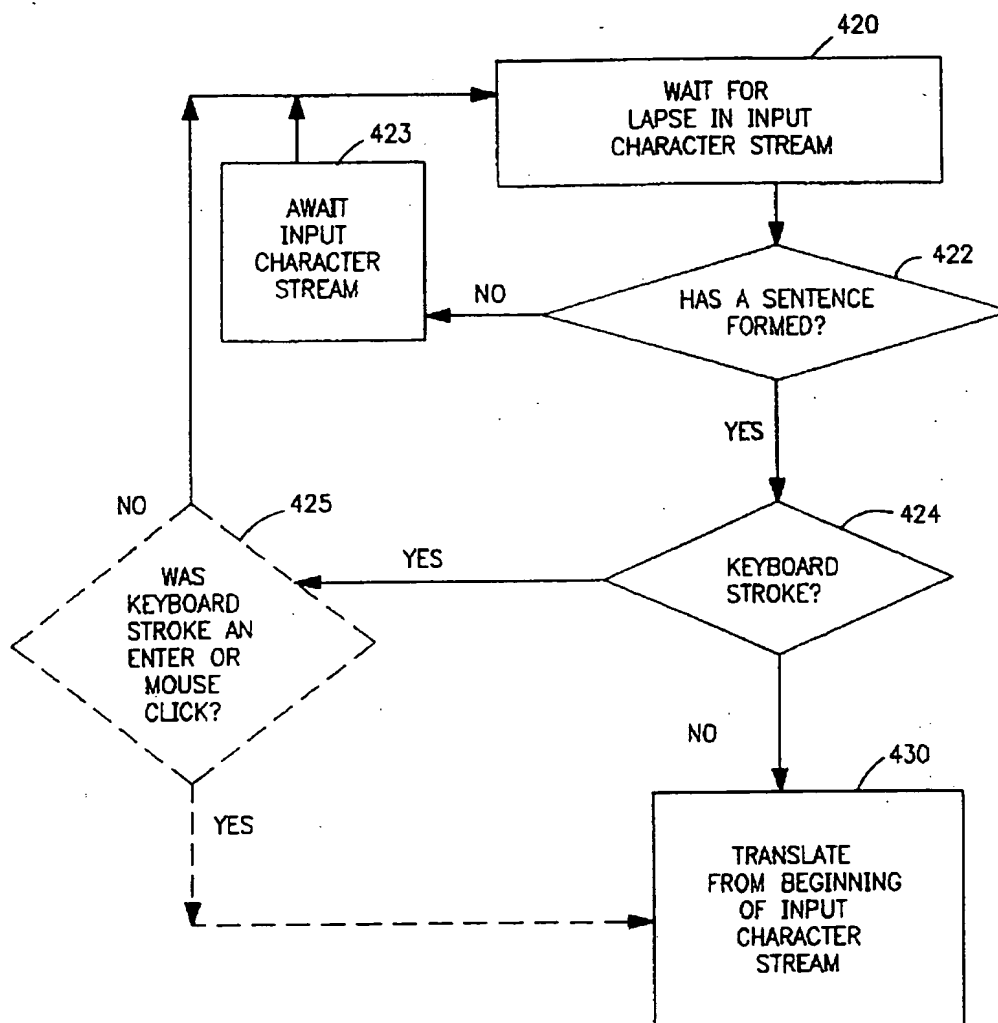 420
WAIT FOR
LAPSE IN INPUT
CHARACTER STREAM
423
AWAIT
INPUT
CHARACTER
STREAM
422
HAS A SENTENCE
FORMED?
NO
YES
424
KEYBOARD
STROKE?
YES
NO
425
WAS
KEYBOARD
STROKE AN
ENTER OR
MOUSE
CLICK?
NO
YES
430
TRANSLATE
FROM BEGINNING
OF INPUT
CHARACTER
STREAM